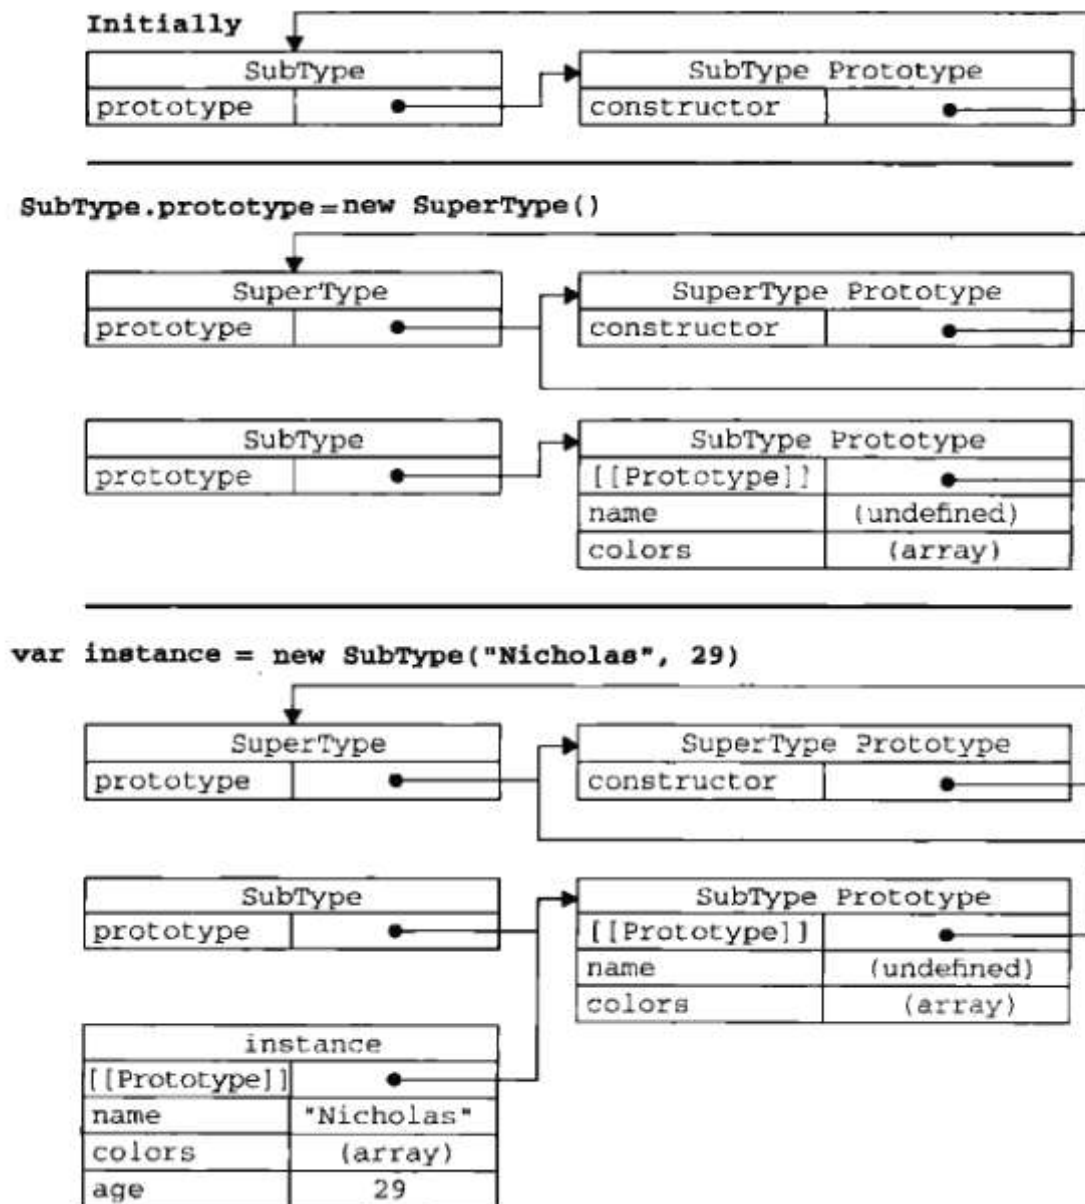 Initially
SubType SubType Prototype
prototype constructor
SubType.prototype=new SuperType()
SuperType SuperType Prototype
prototype constructor
SubType SubType Prototype
prototype [[Prototype]]
name (undefined)
colors (array)
var instance = new SubType("Nicholas", 29)
SuperType SuperType Prototype
prototype constructor
SubType SubType Prototype
prototype [[Prototype]]
name (undefined)
colors (array)
instance
[[Prototype]]
name "Nicholas"
colors (array)
age 29